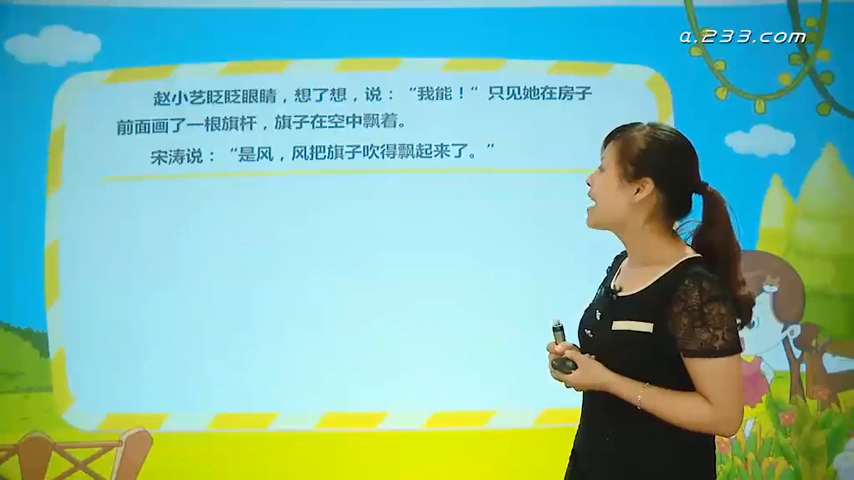 α.233.com
赵小艺眨眨眼睛，想了想，说：“我能！”只见她在房子
前面画了一根旗杆，旗子在空中飘着。
宋涛说：“是风，风把旗子吹得飘起来了。”